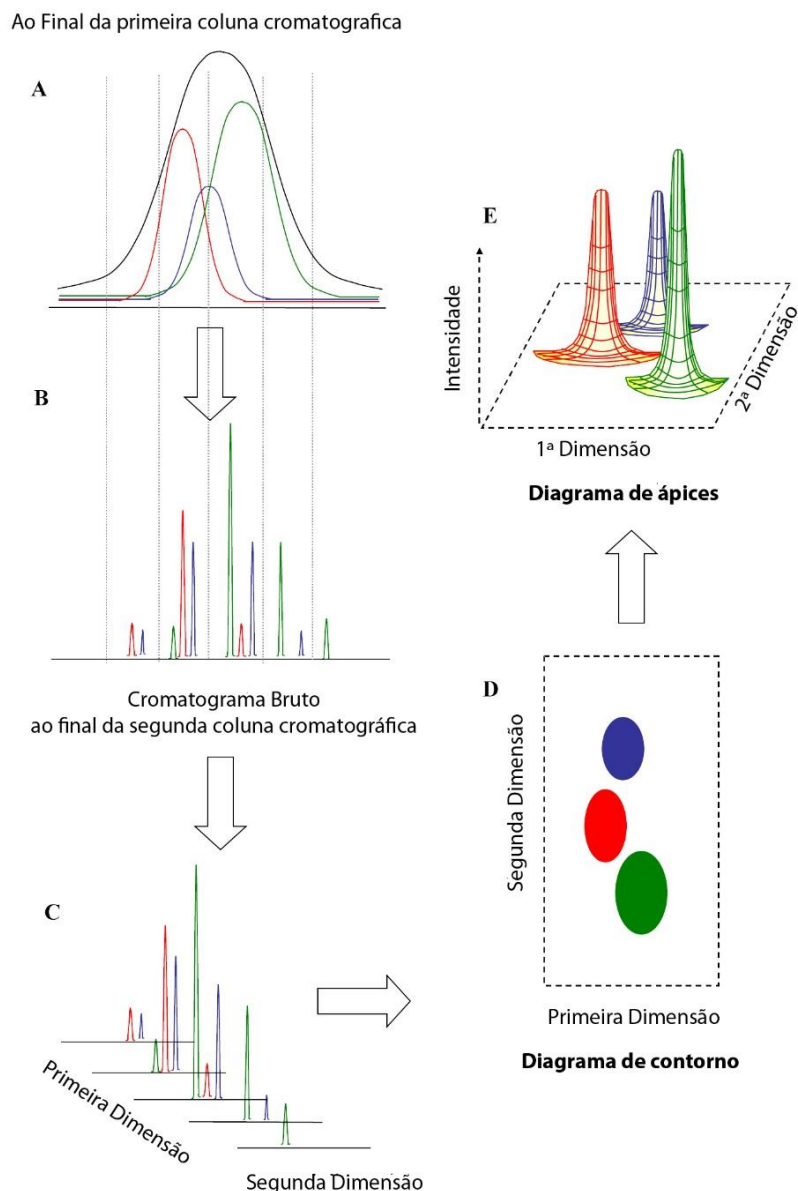 Ao Final da primeira coluna cromatografica
A
B
Cromatograma Bruto
ao final da segunda coluna cromatográfica
C
Primeira Dimensão
Segunda Dimensão
D
Segunda Dimensão
Primeira Dimensão
Diagrama de contorno
E
Intensidade
1ª Dimensão
2ª Dimensão
Diagrama de ápices